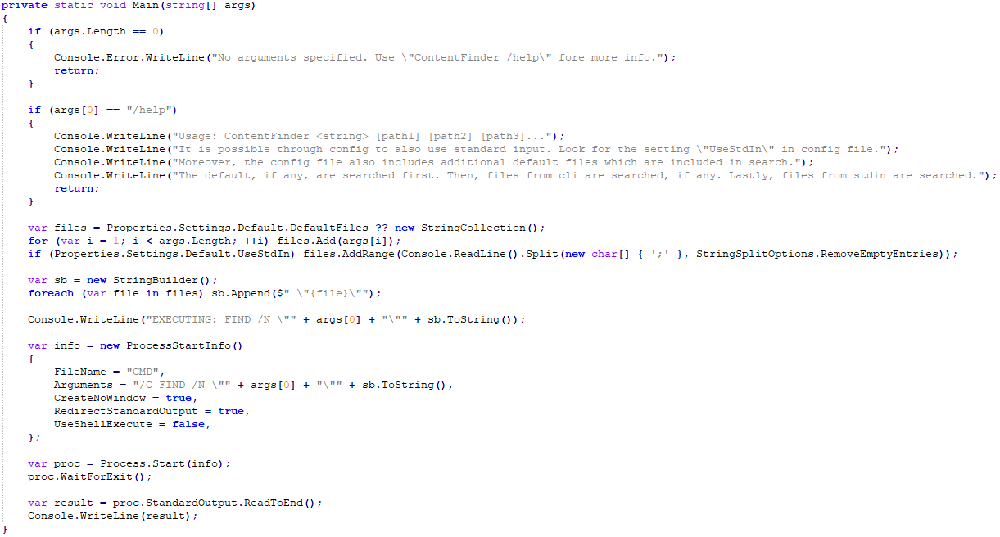 private static void Main(string[] args)
{
    if (args.Length == 0)
    {
        Console.Error.WriteLine("No arguments specified. Use \"ContentFinder /help\" fore more info.");
        return;
    }

    if (args[0] == "/help")
    {
        Console.WriteLine("Usage: ContentFinder <string> [path1] [path2] [path3]...");
        Console.WriteLine("It is possible through config to also use standard input. Look for the setting \"UseStdIn\" in config file.");
        Console.WriteLine("Moreover, the config file also includes additional default files which are included in search.");
        Console.WriteLine("The default, if any, are searched first. Then, files from cli are searched, if any. Lastly, files from stdin are searched.");
        return;
    }

    var files = Properties.Settings.Default.DefaultFiles ?? new StringCollection();
    for (var i = 1; i < args.Length; ++i) files.Add(args[i]);
    if (Properties.Settings.Default.UseStdIn) files.AddRange(Console.ReadLine().Split(new char[] { ';' }, StringSplitOptions.RemoveEmptyEntries));

    var sb = new StringBuilder();
    foreach (var file in files) sb.Append($" \"{file}\"");

    Console.WriteLine("EXECUTING: FIND /N \"" + args[0] + "\"" + sb.ToString());

    var info = new ProcessStartInfo()
    {
        FileName = "CMD",
        Arguments = "/C FIND /N \"" + args[0] + "\"" + sb.ToString(),
        CreateNoWindow = true,
        RedirectStandardOutput = true,
        UseShellExecute = false,
    };

    var proc = Process.Start(info);
    proc.WaitForExit();

    var result = proc.StandardOutput.ReadToEnd();
    Console.WriteLine(result);
}